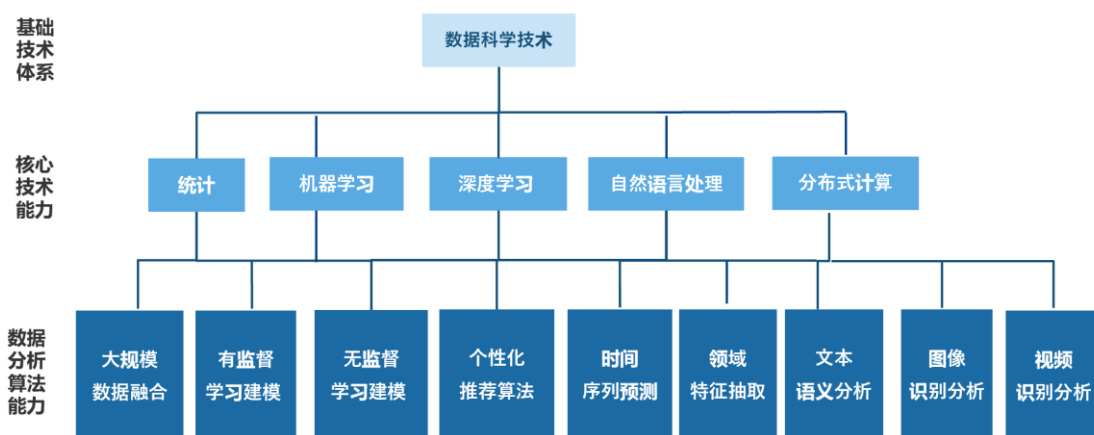 基础
技术
体系
数据科学技术
核心
技术
能力
统计
机器学习
深度学习
自然语言处理
分布式计算
数据
分析
算法
能力
大规模
数据融合
有监督
学习建模
无监督
学习建模
个性化
推荐算法
时间
序列预测
领域
特征抽取
文本
语义分析
图像
识别分析
视频
识别分析